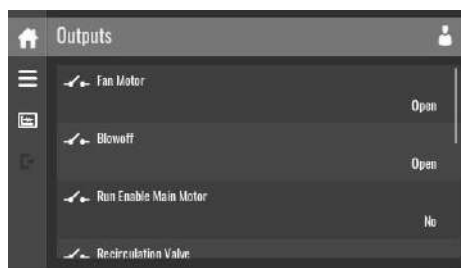 Outputs
Fan Motor
Open
Blowoff
Open
Run Enable Main Motor
No
Recirculation Valve